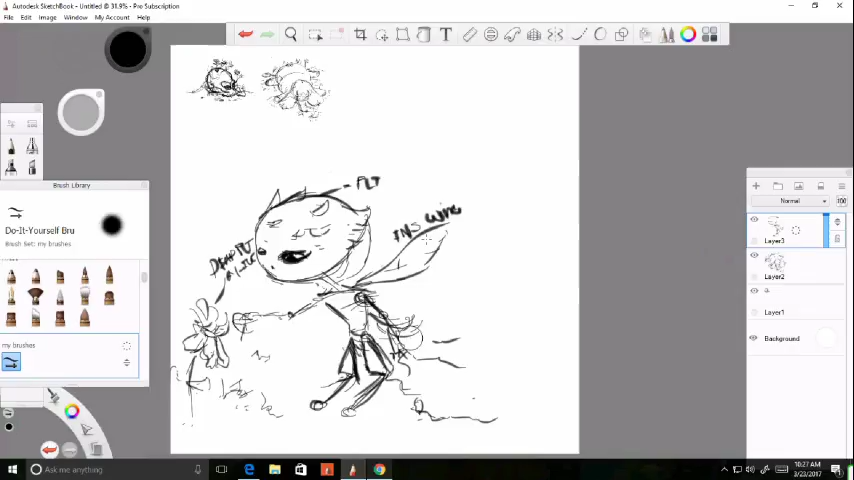 Autodesk SketchBook - Untitled @ 31.9% - Pre Subscription
File Edit Image Window My Account Help
Brush Library
Do-It-Yourself Bru
Brush Set: my brushes
my brushes
Normal
100
Layer3
Layer2
Layer1
Background
INS WING
Ask me anything
10:27 AM
3/23/2017